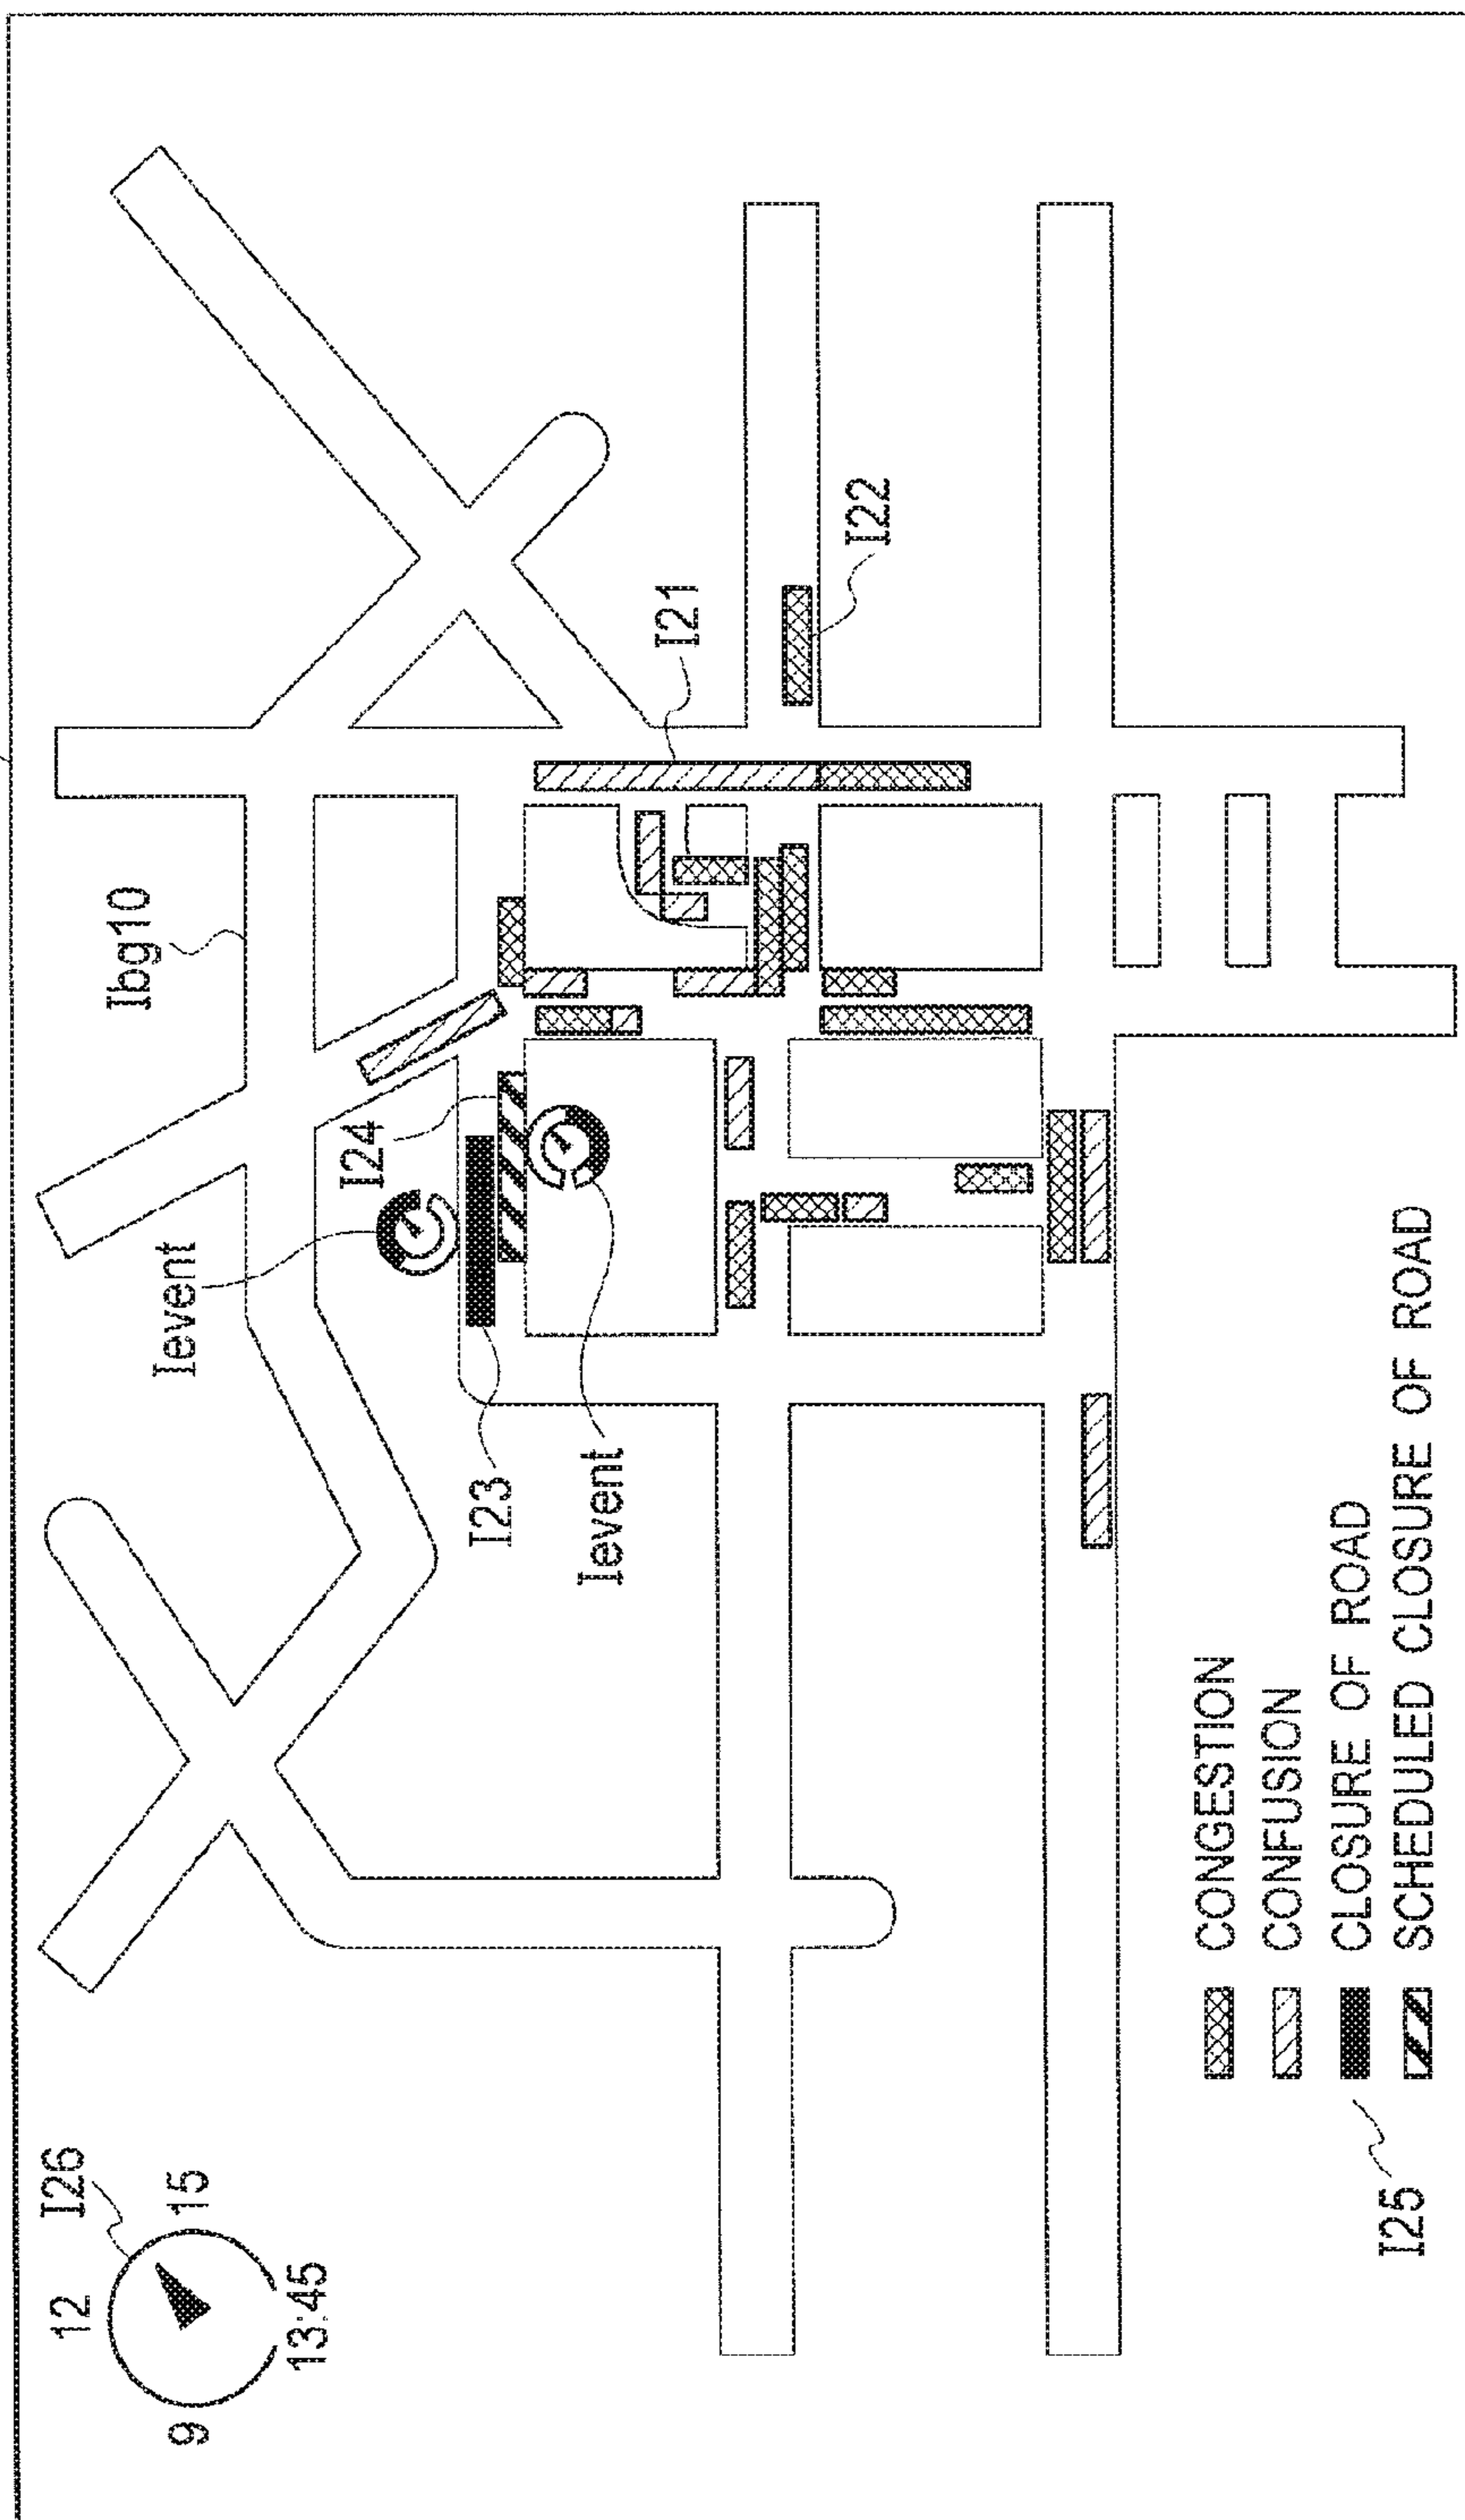 12
I26
9
15
13:45
Ibg10
Ievent
I24
I21
I22
I23
Ievent
I25
CONGESTION
CONFUSION
CLOSURE OF ROAD
SCHEDULED CLOSURE OF ROAD